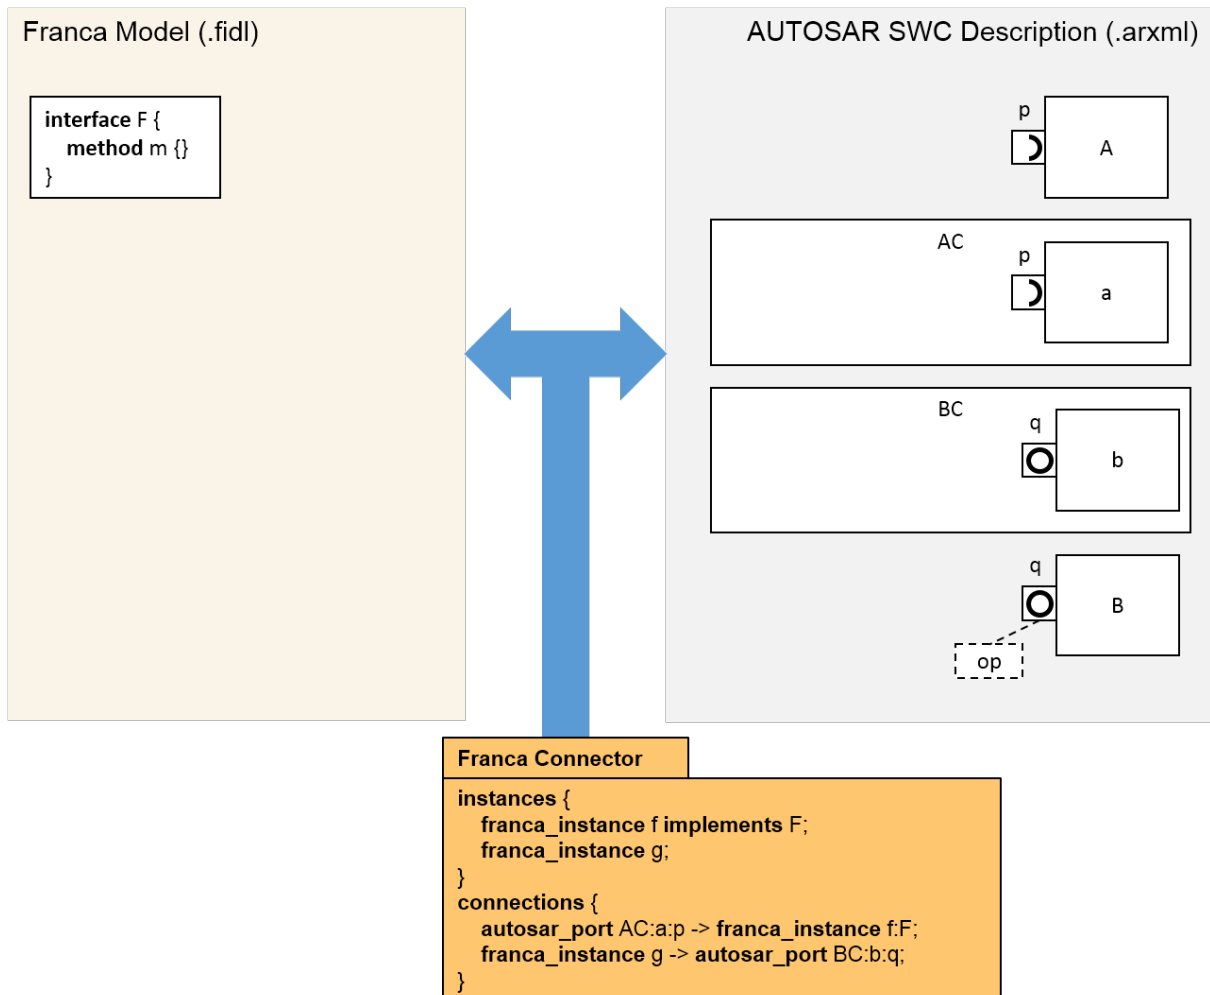 Franca Model (.fidl)
interface F {
method m {}
}
AUTOSAR SWC Description (.arxml)
p
A
AC
p
a
BC
q
b
q
B
op
Franca Connector
instances {
franca_instance f implements F;
franca_instance g;
}
connections {
autosar_port AC:a:p -> franca_instance f:F;
franca_instance g -> autosar_port BC:b:q;
}